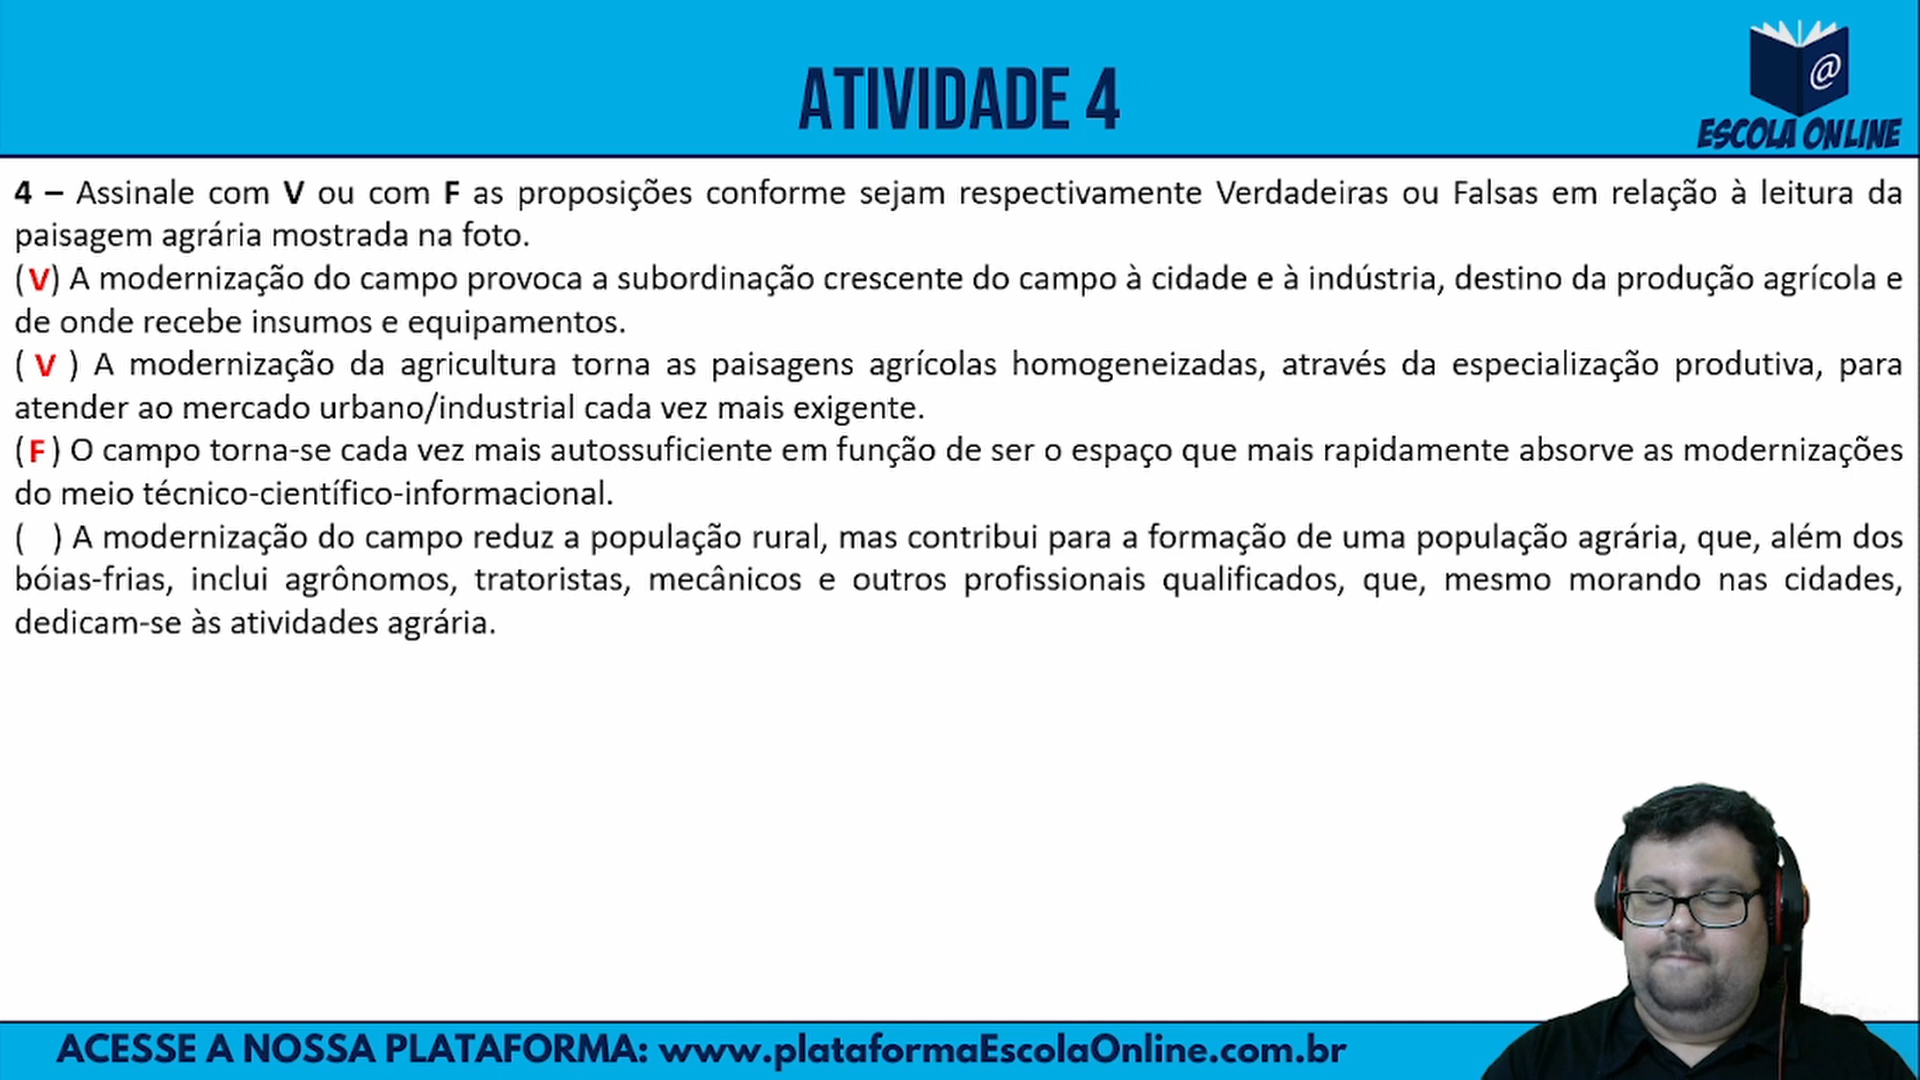 ATIVIDADE 4
@
ESCOLA ONLINE
4 – Assinale com V ou com F as proposições conforme sejam respectivamente Verdadeiras ou Falsas em relação à leitura da
paisagem agrária mostrada na foto.
(V) A modernização do campo provoca a subordinação crescente do campo à cidade e à indústria, destino da produção agrícola e
de onde recebe insumos e equipamentos.
( V ) A modernização da agricultura torna as paisagens agrícolas homogeneizadas, através da especialização produtiva, para
atender ao mercado urbano/industrial cada vez mais exigente.
(F) O campo torna-se cada vez mais autossuficiente em função de ser o espaço que mais rapidamente absorve as modernizações
do meio técnico-científico-informacional.
( ) A modernização do campo reduz a população rural, mas contribui para a formação de uma população agrária, que, além dos
bóias-frias, inclui agrônomos, tratoristas, mecânicos e outros profissionais qualificados, que, mesmo morando nas cidades,
dedicam-se às atividades agrária.
ACESSE A NOSSA PLATAFORMA: www.plataformaEscolaOnline.com.br